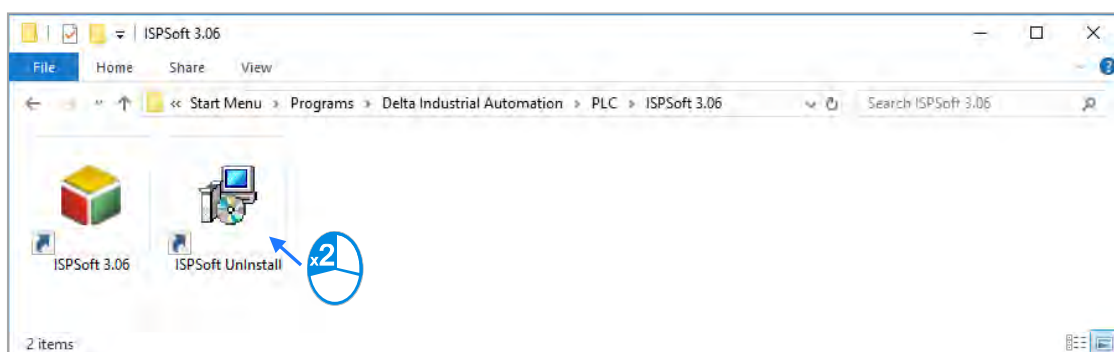 ISPSoft 3.06
File Home Share View
« Start Menu > Programs > Delta Industrial Automation > PLC > ISPSoft 3.06 Search ISPSoft 3.06
x2
ISPSoft 3.06 ISPSoft UnInstall
2 items